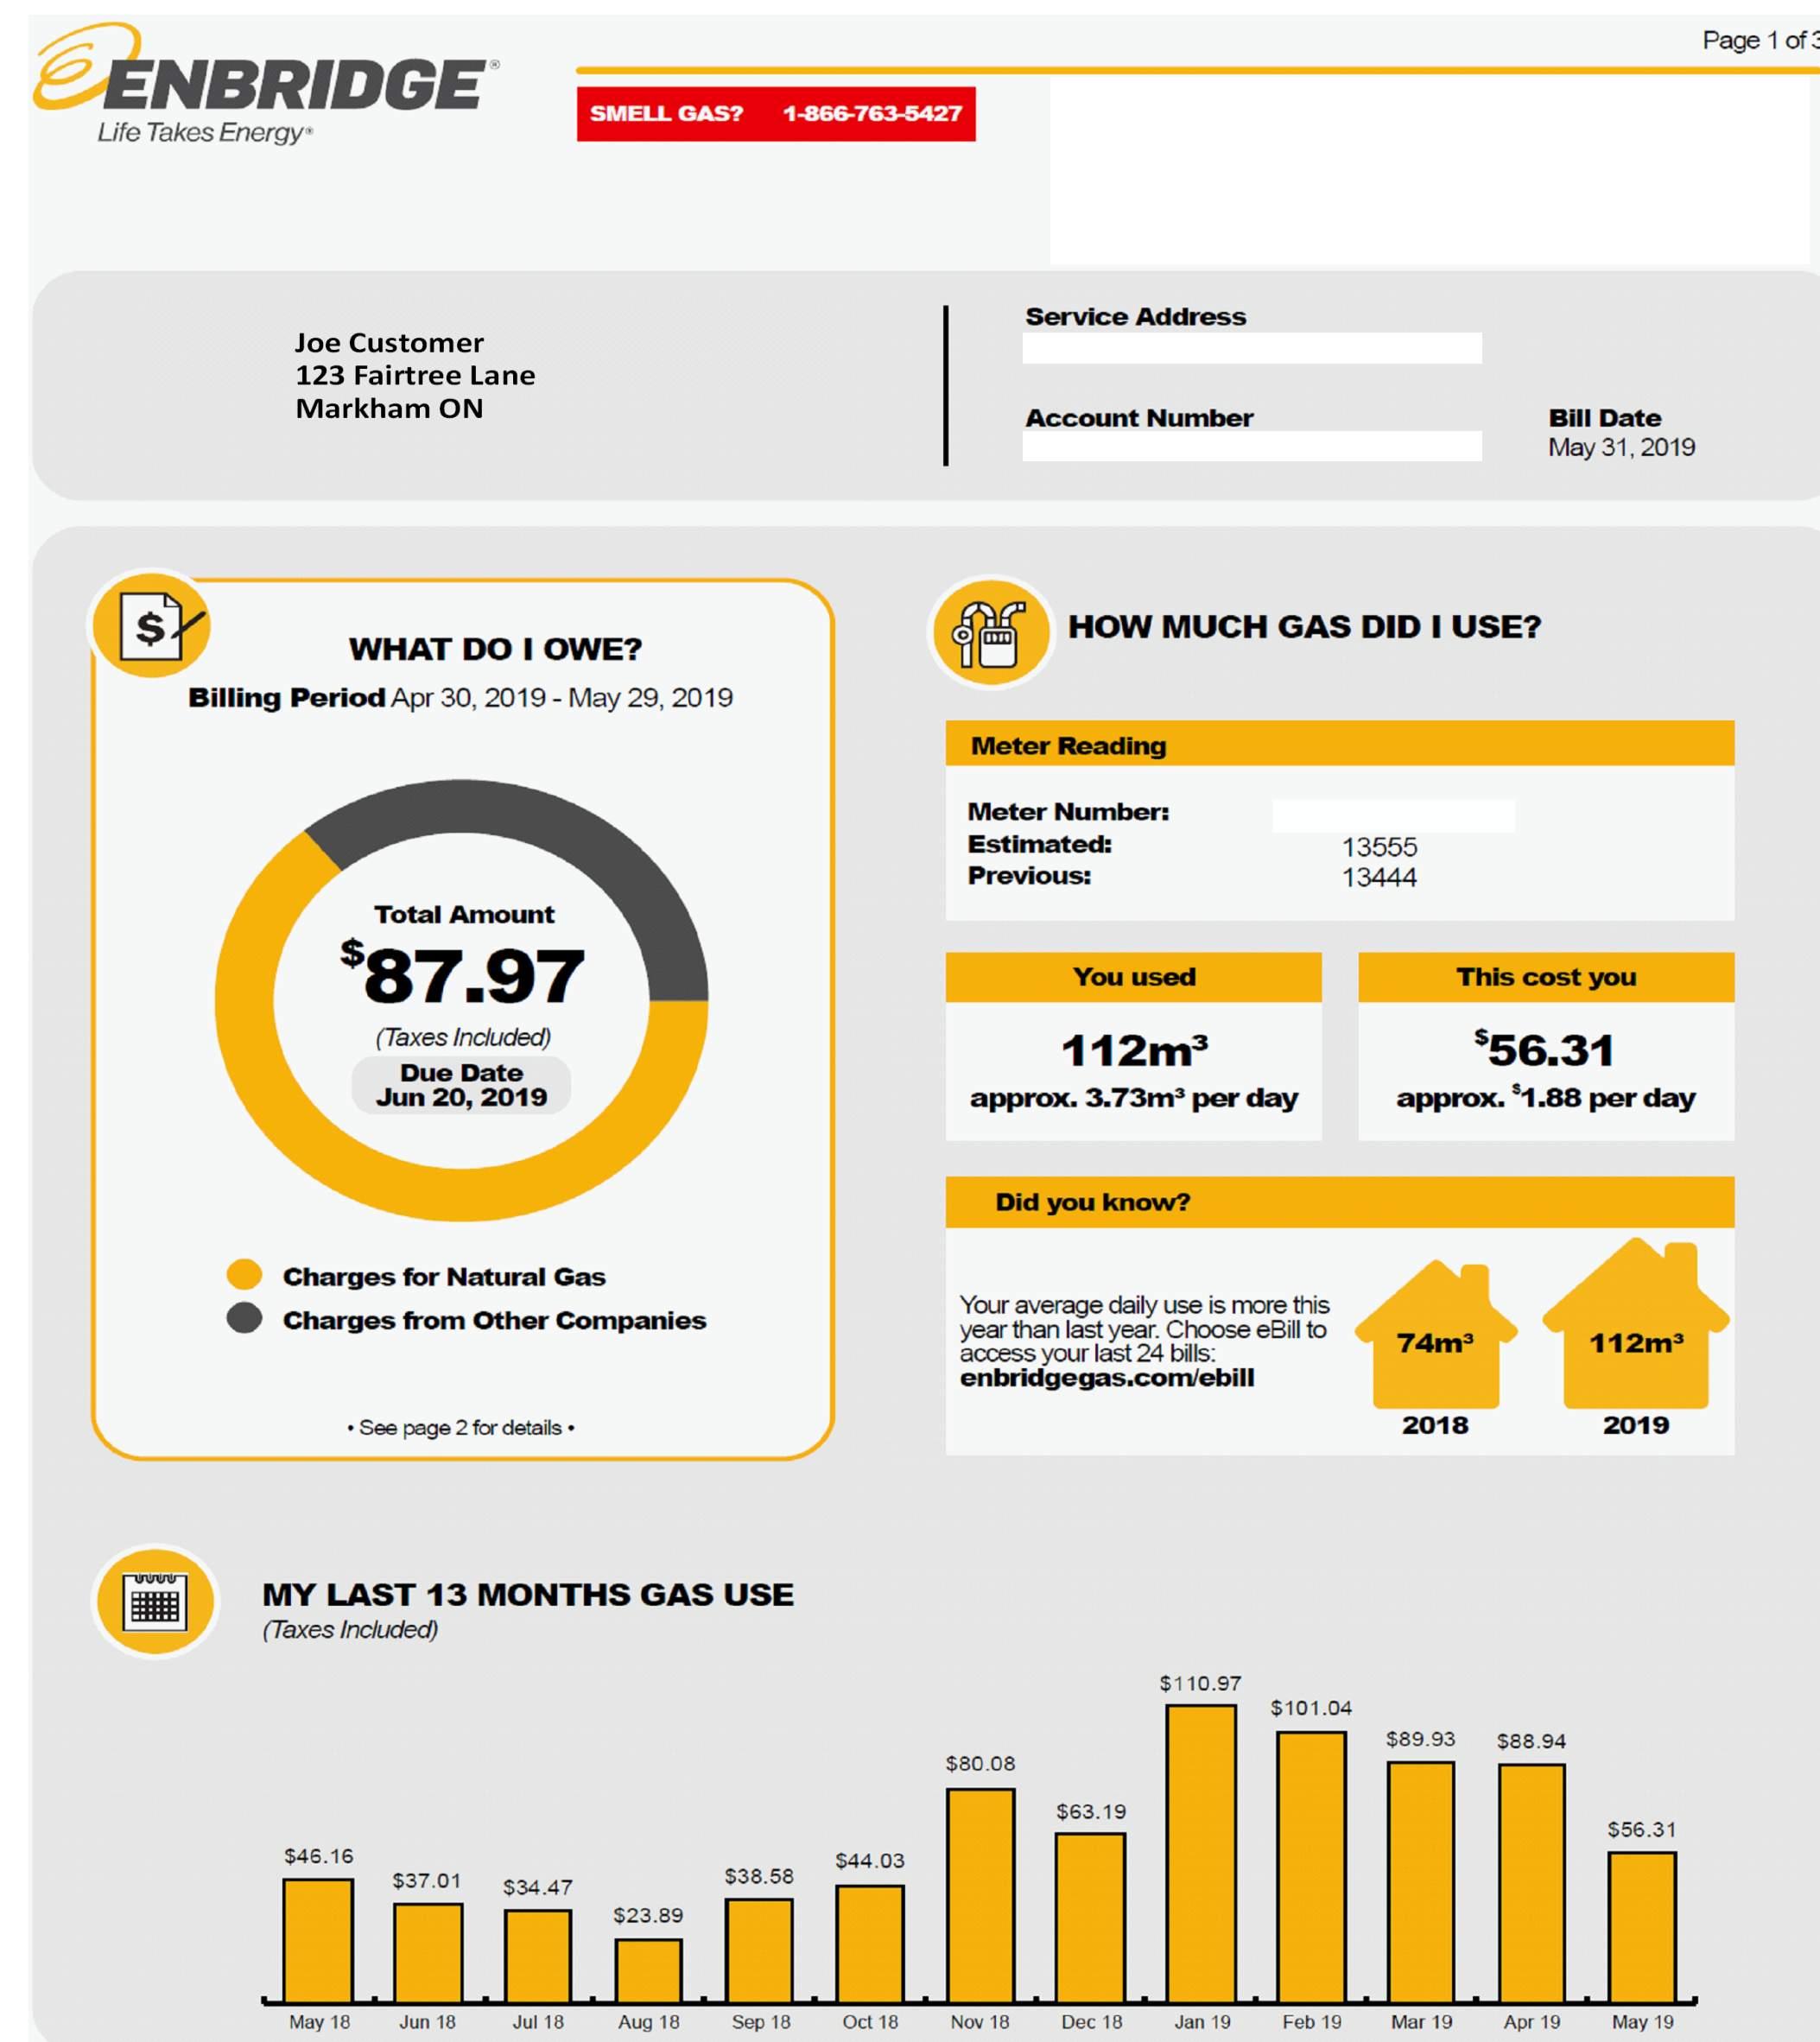 Page 1 of 3
ENBRIDGE®
Life Takes Energy®
SMELL GAS? 1-866-763-5427
Joe Customer
123 Fairtree Lane
Markham ON
Service Address
Account Number
Bill Date
May 31, 2019
$
WHAT DO I OWE?
Billing Period Apr 30, 2019 - May 29, 2019
Total Amount
$87.97
(Taxes Included)
Due Date
Jun 20, 2019
Charges for Natural Gas
Charges from Other Companies
• See page 2 for details •
HOW MUCH GAS DID I USE?
Meter Reading
Meter Number:
Estimated: 13555
Previous: 13444
You used
112m³
approx. 3.73m³ per day
This cost you
$56.31
approx. $1.88 per day
Did you know?
Your average daily use is more this
year than last year. Choose eBill to
access your last 24 bills:
enbridgegas.com/ebill
74m³
2018
112m³
2019
MY LAST 13 MONTHS GAS USE
(Taxes Included)
$46.16 $37.01 $34.47 $23.89 $38.58 $44.03 $80.08 $63.19 $110.97 $101.04 $89.93 $88.94 $56.31
May 18 Jun 18 Jul 18 Aug 18 Sep 18 Oct 18 Nov 18 Dec 18 Jan 19 Feb 19 Mar 19 Apr 19 May 19